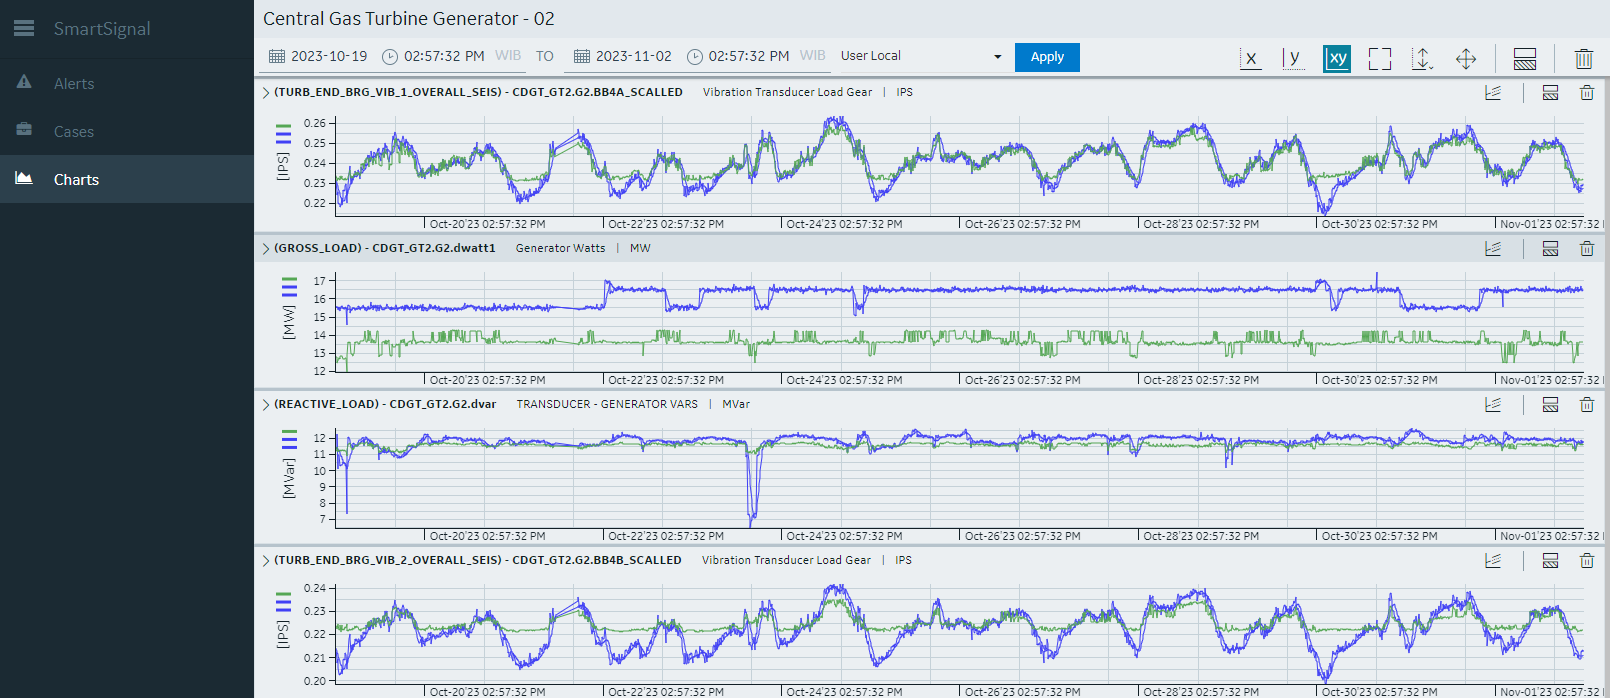 SmartSignal
Alerts
Cases
Charts
Central Gas Turbine Generator - 02
2023-10-19 02:57:32 PM WIB TO 2023-11-02 02:57:32 PM WIB User Local Apply x y xy
(TURB_END_BRG_VIB_1_OVERALL_SEIS) - CDGT_GT2.G2.BB4A_SCALLED Vibration Transducer Load Gear | IPS
[IPS]
0.26
0.25
0.24
0.23
0.22
Oct-20'23 02:57:32 PM Oct-22'23 02:57:32 PM Oct-24'23 02:57:32 PM Oct-26'23 02:57:32 PM Oct-28'23 02:57:32 PM Oct-30'23 02:57:32 PM Nov-01'23 02:57:32
(GROSS_LOAD) - CDGT_GT2.G2.dwatt1 Generator Watts | MW
[MW]
17
16
15
14
13
12
Oct-20'23 02:57:32 PM Oct-22'23 02:57:32 PM Oct-24'23 02:57:32 PM Oct-26'23 02:57:32 PM Oct-28'23 02:57:32 PM Oct-30'23 02:57:32 PM Nov-01'23 02:57:32
(REACTIVE_LOAD) - CDGT_GT2.G2.dvar TRANSDUCER - GENERATOR VARS | MVar
[MVar]
12
11
10
9
8
7
Oct-20'23 02:57:32 PM Oct-22'23 02:57:32 PM Oct-24'23 02:57:32 PM Oct-26'23 02:57:32 PM Oct-28'23 02:57:32 PM Oct-30'23 02:57:32 PM Nov-01'23 02:57:32
(TURB_END_BRG_VIB_2_OVERALL_SEIS) - CDGT_GT2.G2.BB4B_SCALLED Vibration Transducer Load Gear | IPS
[IPS]
0.24
0.23
0.22
0.21
0.20
Oct-20'23 02:57:32 PM Oct-22'23 02:57:32 PM Oct-24'23 02:57:32 PM Oct-26'23 02:57:32 PM Oct-28'23 02:57:32 PM Oct-30'23 02:57:32 PM Nov-01'23 02:57:32